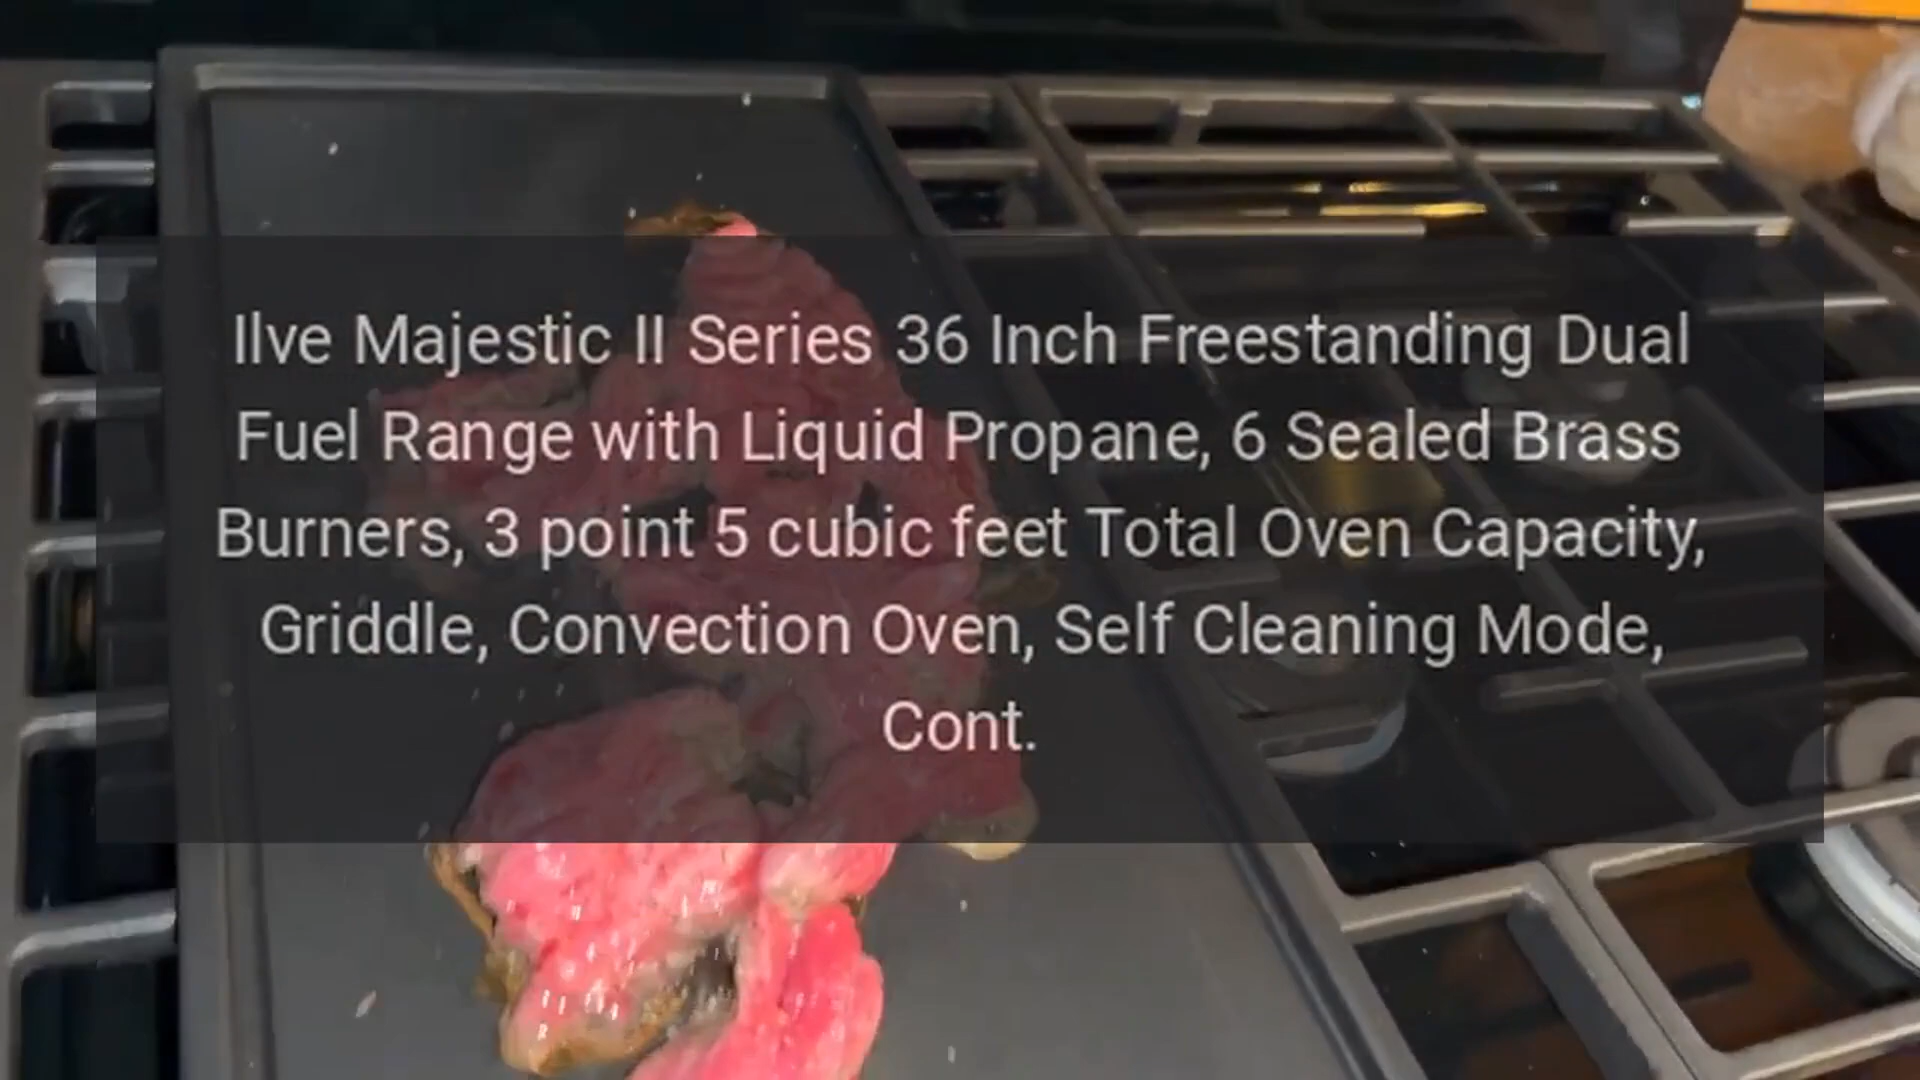 Ilve Majestic II Series 36 Inch Freestanding Dual
Fuel Range with Liquid Propane, 6 Sealed Brass
Burners, 3 point 5 cubic feet Total Oven Capacity,
Griddle, Convection Oven, Self Cleaning Mode,
Cont.